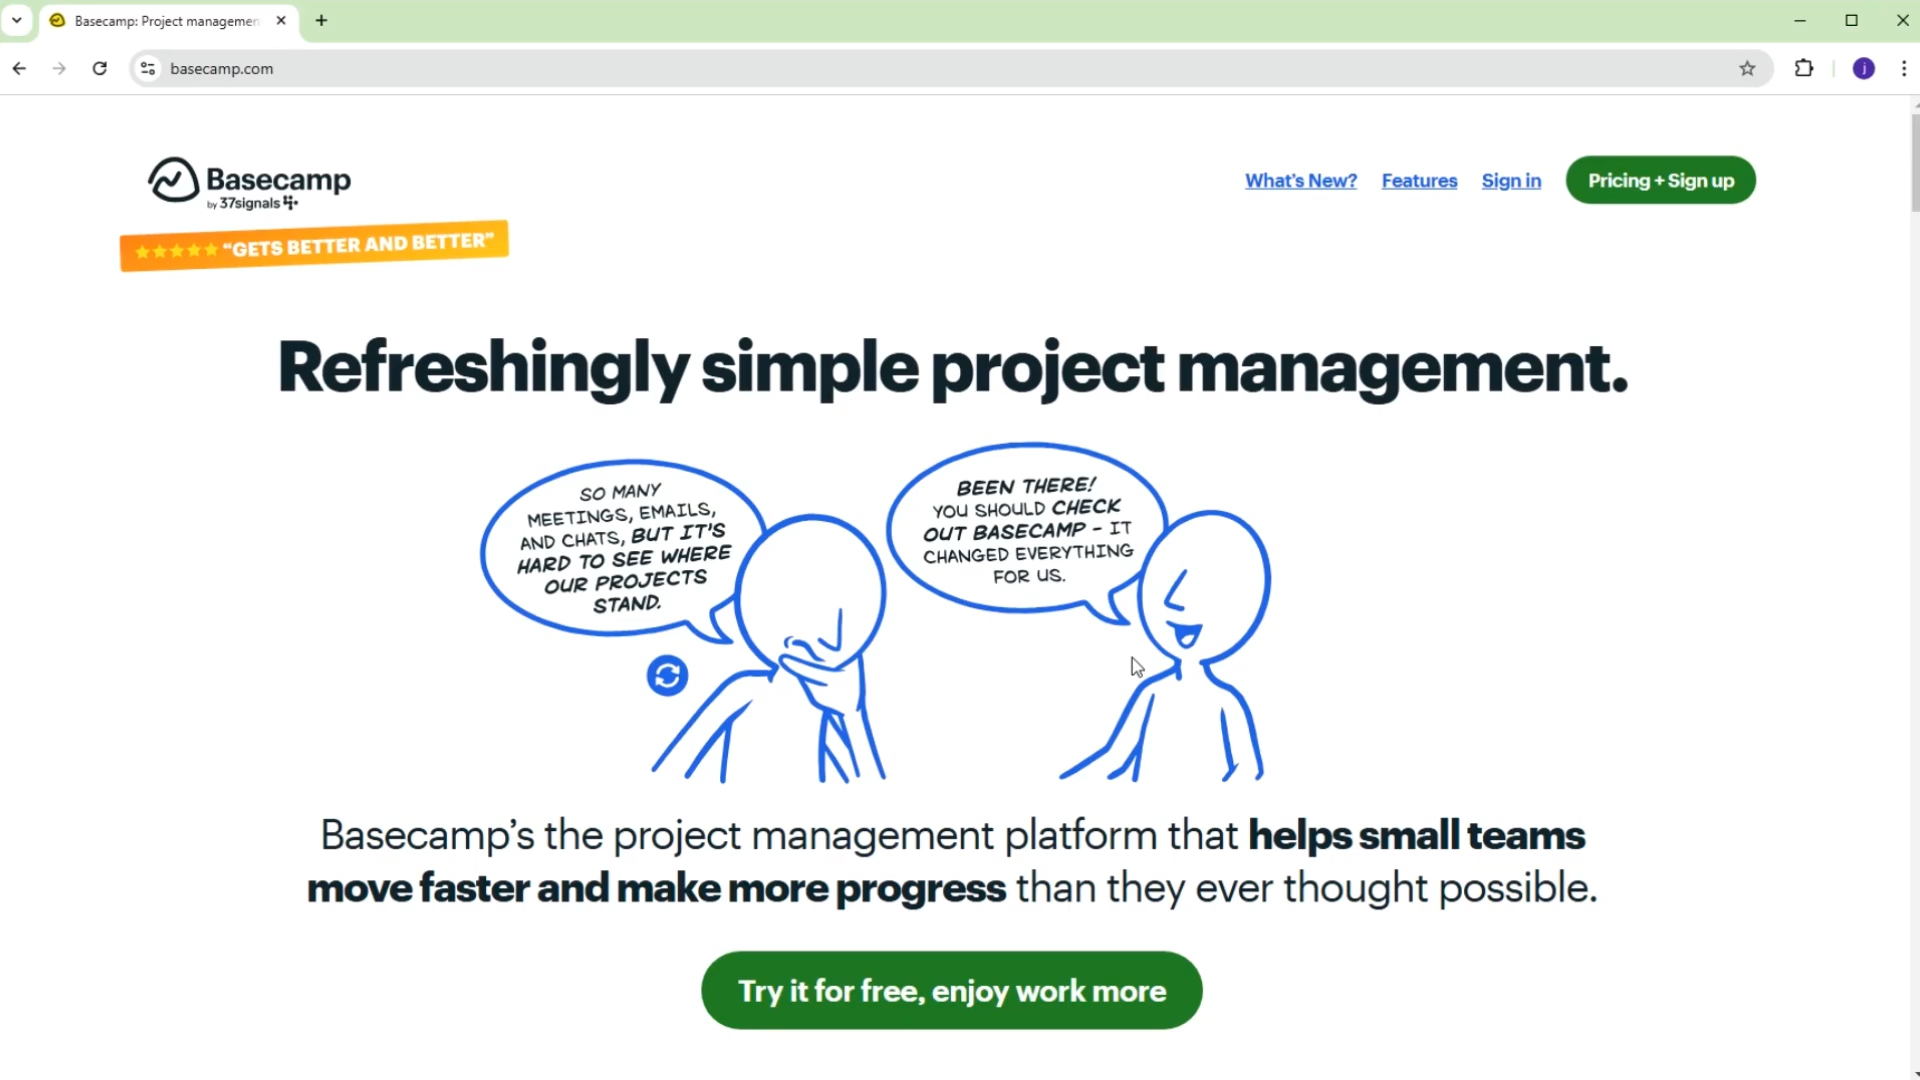 Basecamp: Project managemen
basecamp.com
j
Basecamp
by 37signals
What's New?
Features
Sign in
Pricing + Sign up
★★★★★ “GETS BETTER AND BETTER”
Refreshingly simple project management.
SO MANY
MEETINGS, EMAILS,
AND CHATS, BUT IT'S
HARD TO SEE WHERE
OUR PROJECTS
STAND.
BEEN THERE!
YOU SHOULD CHECK
OUT BASECAMP - IT
CHANGED EVERYTHING
FOR US.
Basecamp’s the project management platform that helps small teams
move faster and make more progress than they ever thought possible.
Try it for free, enjoy work more